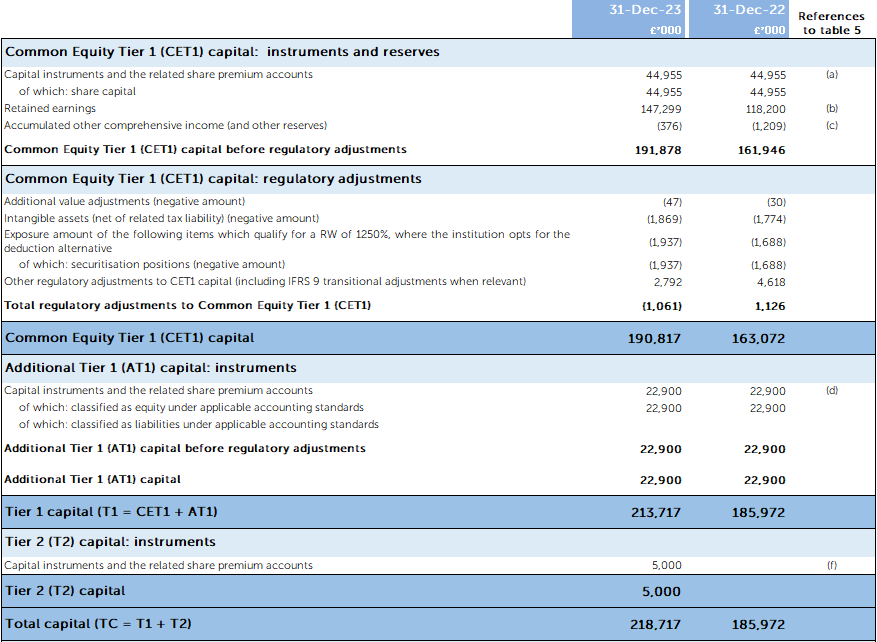 31-Dec-23 31-Dec-22 References
£'000 £'000 to table 5
Common Equity Tier 1 (CET1) capital: instruments and reserves
Capital instruments and the related share premium accounts 44,955 44,955 (a)
of which: share capital 44,955 44,955
Retained earnings 147,299 118,200 (b)
Accumulated other comprehensive income (and other reserves) (376) (1,209) (c)
Common Equity Tier 1 (CET1) capital before regulatory adjustments 191,878 161,946
Common Equity Tier 1 (CET1) capital: regulatory adjustments
Additional value adjustments (negative amount) (47) (30)
Intangible assets (net of related tax liability) (negative amount) (1,869) (1,774)
Exposure amount of the following items which qualify for a RW of 1250%, where the institution opts for the
deduction alternative (1,937) (1,688)
of which: securitisation positions (negative amount) (1,937) (1,688)
Other regulatory adjustments to CET1 capital (including IFRS 9 transitional adjustments when relevant) 2,792 4,618
Total regulatory adjustments to Common Equity Tier 1 (CET1) (1,061) 1,126
Common Equity Tier 1 (CET1) capital 190,817 163,072
Additional Tier 1 (AT1) capital: instruments
Capital instruments and the related share premium accounts 22,900 22,900 (d)
of which: classified as equity under applicable accounting standards 22,900 22,900
of which: classified as liabilities under applicable accounting standards
Additional Tier 1 (AT1) capital before regulatory adjustments 22,900 22,900
Additional Tier 1 (AT1) capital 22,900 22,900
Tier 1 capital (T1 = CET1 + AT1) 213,717 185,972
Tier 2 (T2) capital: instruments
Capital instruments and the related share premium accounts 5,000 (f)
Tier 2 (T2) capital 5,000
Total capital (TC = T1 + T2) 218,717 185,972